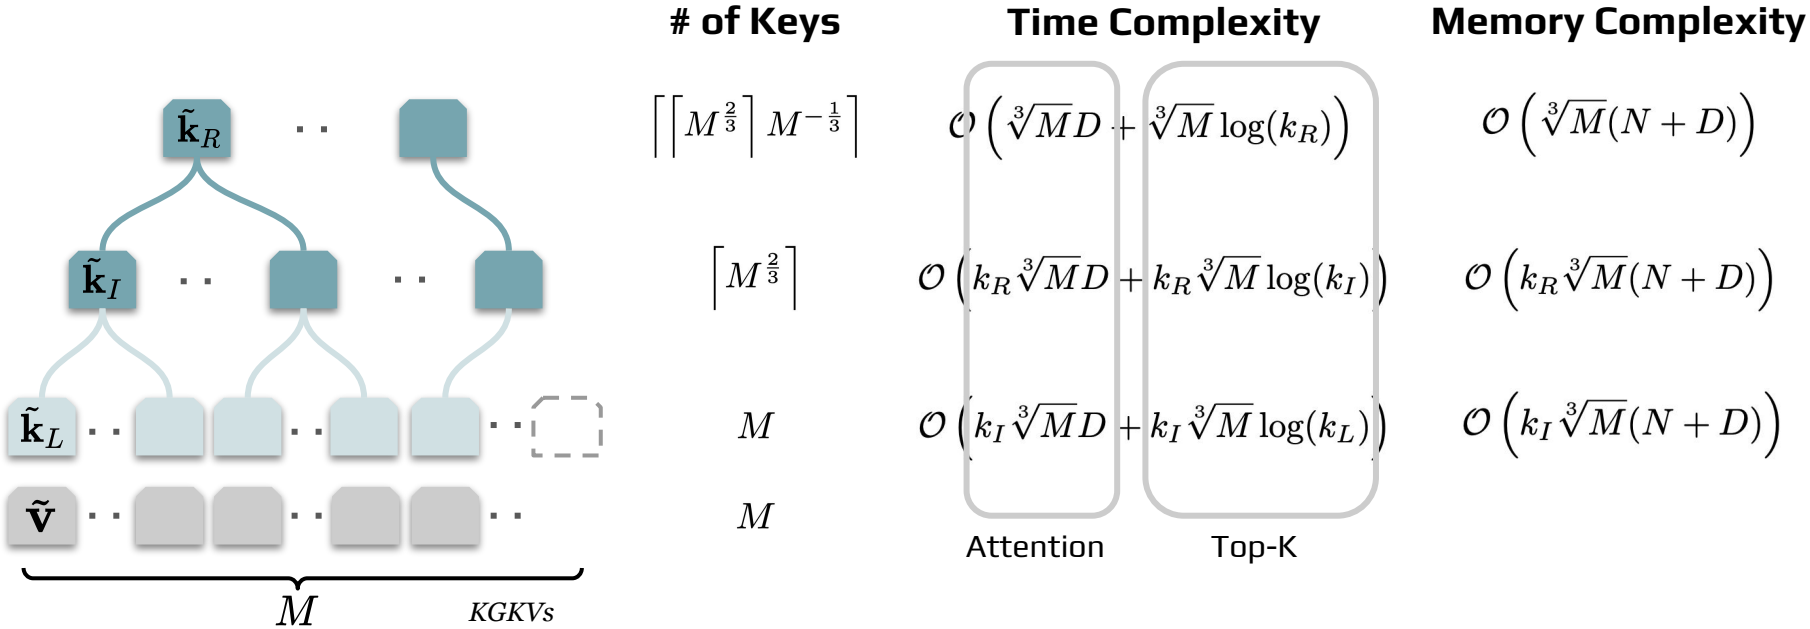 # of Keys Time Complexity Memory Complexity
k̃_R ·· ⌈⌈M^{2/3}⌉ M^{-1/3}⌉ 𝒪(∛M D + ∛M log(k_R)) 𝒪(∛M(N + D))
k̃_I ·· ·· ⌈M^{2/3}⌉ 𝒪(k_R ∛M D + k_R ∛M log(k_I)) 𝒪(k_R ∛M(N + D))
k̃_L ·· ·· ·· M 𝒪(k_I ∛M D + k_I ∛M log(k_L)) 𝒪(k_I ∛M(N + D))
ṽ ·· ·· ·· M
Attention Top-K
M KGKVs